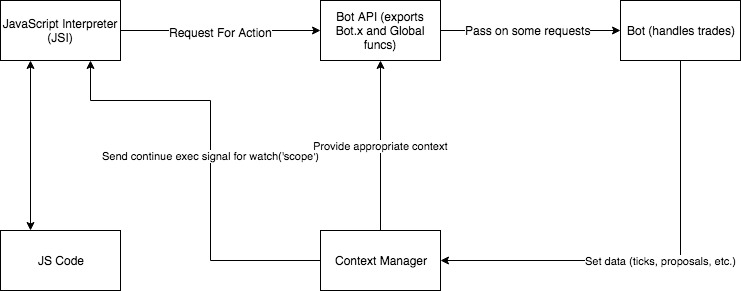 JavaScript Interpreter
(JSI)
Request For Action
Bot API (exports
Bot.x and Global
funcs)
Pass on some requests
Bot (handles trades)
Send continue exec signal for watch('scope')
Provide appropriate context
JS Code
Context Manager
Set data (ticks, proposals, etc.)